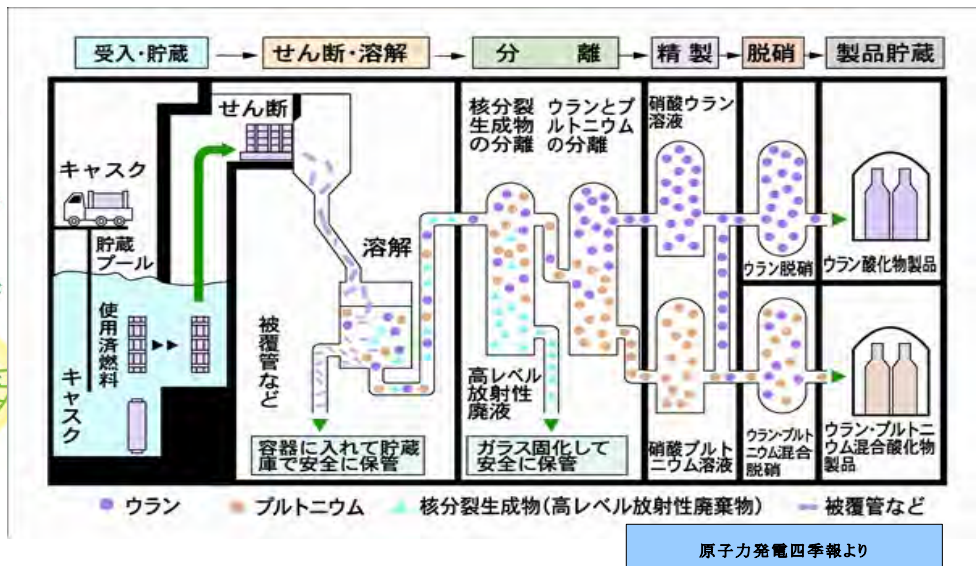 受入・貯蔵
せん断・溶解
分離
精製
脱硝
製品貯蔵
せん断
キャスク
貯蔵
プール
使用済燃料
キャスク
溶解
被覆管など
容器に入れて貯蔵
庫で安全に保管
核分裂
生成物
の分離
ウランとプ
ルトニウム
の分離
高レベル
放射性
廃液
ガラス固化して
安全に保管
硝酸ウラン
溶液
硝酸プルト
ニウム溶液
ウラン脱硝
ウラン・プルト
ニウム混合
脱硝
ウラン酸化物製品
ウラン・プルトニ
ウム混合酸化物
製品
ウラン
プルトニウム
核分裂生成物(高レベル放射性廃棄物)
被覆管など
原子力発電四季報より